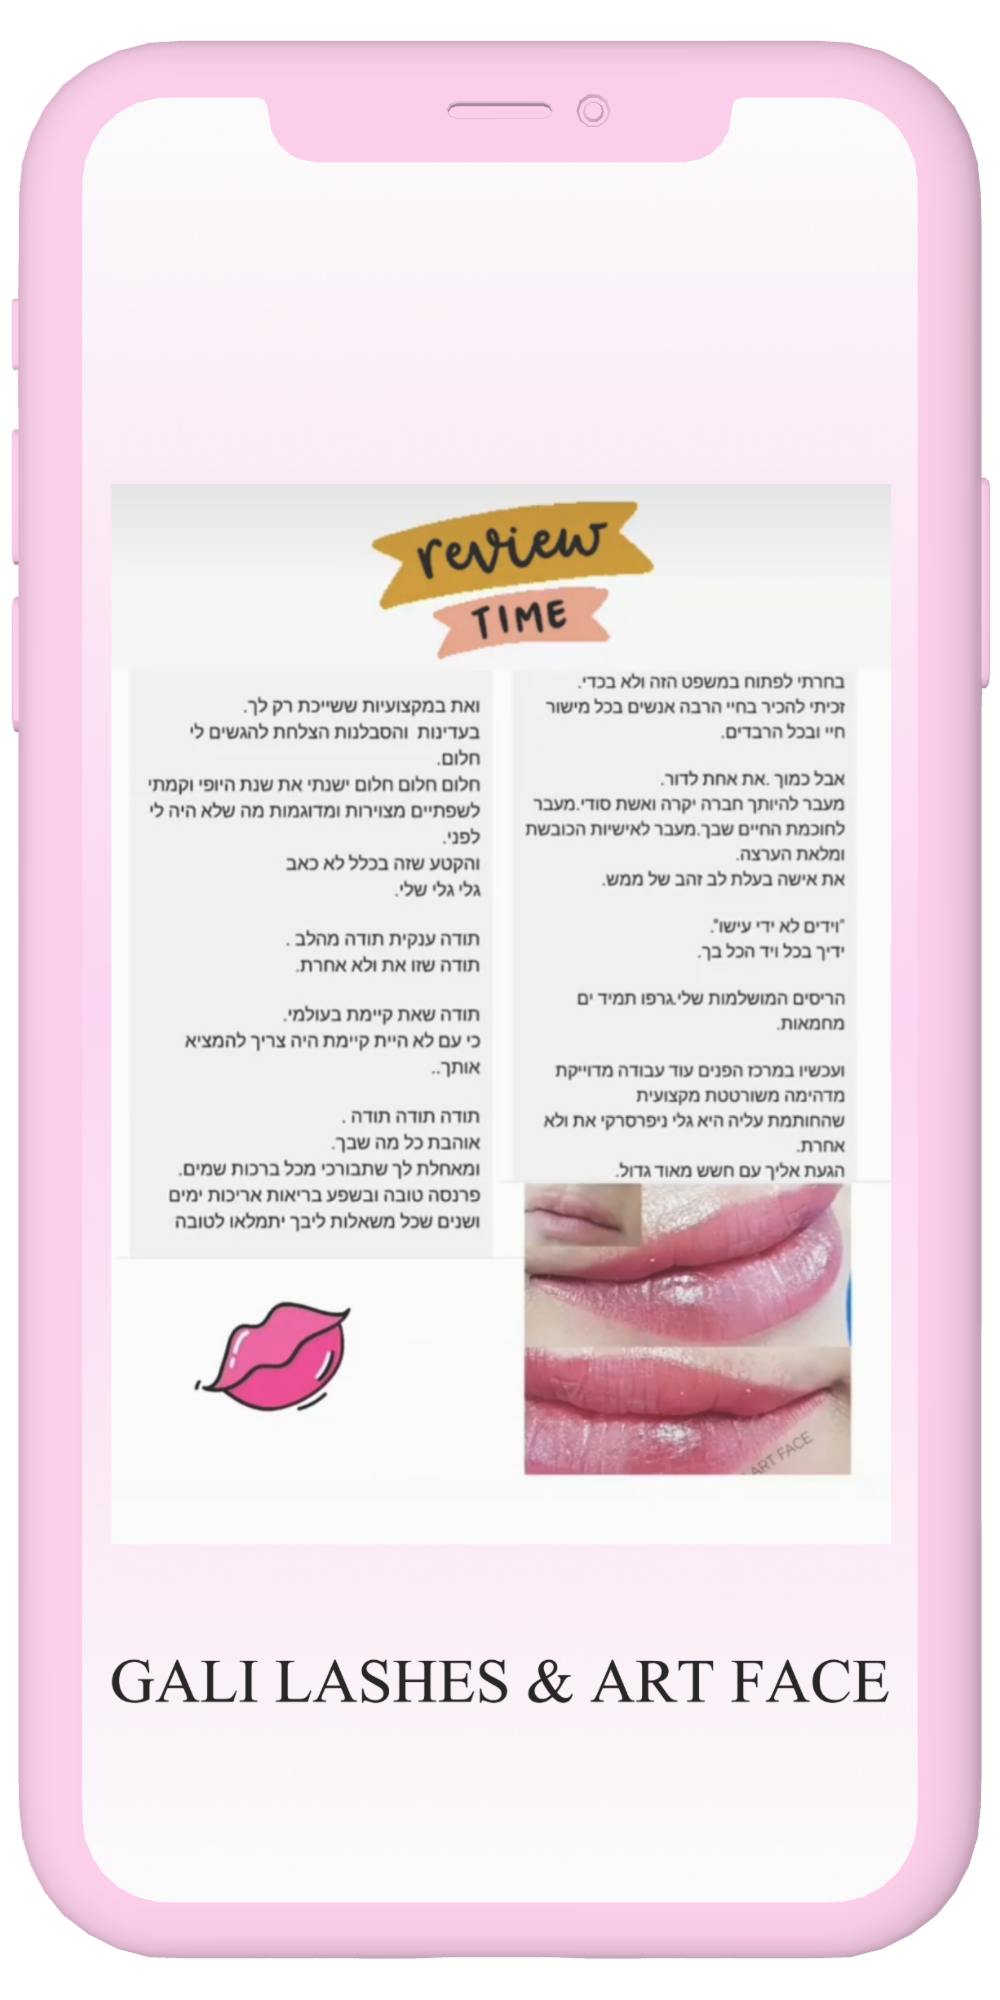 review
TIME
בחרתי לפתוח במשפט הזה ולא בכדי.
זכיתי להכיר בחיי הרבה אנשים בכל מישור
חיי ובכל הרבדים.
אבל כמוך .את אחת לדור.
מעבר להיותך חברה יקרה ואשת סודי.מעבר
לחוכמת החיים שבך.מעבר לאישיות הכובשת
ומלאת הערצה.
את אישה בעלת לב זהב של ממש.
"וידים לא ידי עישו".
ידיך בכל ויד הכל בך.
הריסים המושלמות שלי.גרפו תמיד ים
מחמאות.
ועכשיו במרכז הפנים עוד עבודה מדוייקת
מדהימה משורטטת מקצועית
שהחותמת עליה היא גלי ניפרסרקי את ולא
אחרת.
הגעת אליך עם חשש מאוד גדול.
ואת במקצועיות ששייכת רק לך.
בעדינות והסבלנות הצלחת להגשים לי
חלום.
חלום חלום חלום ישנתי את שנת היופי וקמתי
לשפתיים מצוירות ומדוגמות מה שלא היה לי
לפני.
והקטע שזה בכלל לא כאב
גלי גלי שלי.
תודה ענקית תודה מהלב .
תודה שזו את ולא אחרת.
תודה שאת קיימת בעולמי.
כי עם לא היית קיימת היה צריך להמציא
אותך..
תודה תודה תודה .
אוהבת כל מה שבך.
ומאחלת לך שתבורכי מכל ברכות שמים.
פרנסה טובה ובשפע בריאות אריכות ימים
ושנים שכל משאלות ליבך יתמלאו לטובה
ART FACE
GALI LASHES & ART FACE